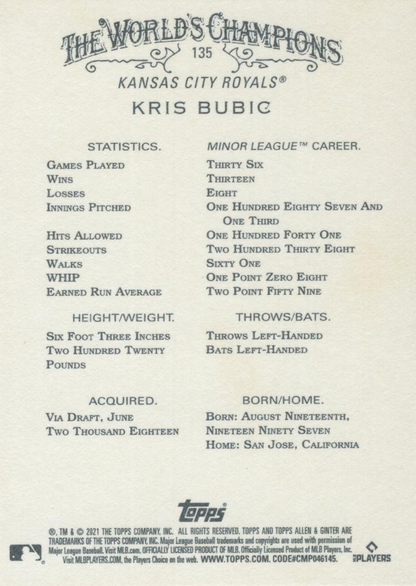 THE WORLD'S CHAMPIONS
135
KANSAS CITY ROYALS®
KRIS BUBIC
STATISTICS. MINOR LEAGUE™ CAREER.
GAMES PLAYED THIRTY SIX
WINS THIRTEEN
LOSSES EIGHT
INNINGS PITCHED ONE HUNDRED EIGHTY SEVEN AND
ONE THIRD
HITS ALLOWED ONE HUNDRED FORTY ONE
STRIKEOUTS TWO HUNDRED THIRTY EIGHT
WALKS SIXTY ONE
WHIP ONE POINT ZERO EIGHT
EARNED RUN AVERAGE TWO POINT FIFTY NINE
HEIGHT/WEIGHT. THROWS/BATS.
SIX FOOT THREE INCHES THROWS LEFT-HANDED
TWO HUNDRED TWENTY BATS LEFT-HANDED
POUNDS
ACQUIRED. BORN/HOME.
VIA DRAFT, JUNE BORN: AUGUST NINETEENTH,
TWO THOUSAND EIGHTEEN NINETEEN NINETY SEVEN
HOME: SAN JOSE, CALIFORNIA
Topps
®, TM & © 2021 THE TOPPS COMPANY, INC. ALL RIGHTS RESERVED. TOPPS AND TOPPS ALLEN & GINTER ARE
TRADEMARKS OF THE TOPPS COMPANY, INC. Major League Baseball trademarks and copyrights are used with permission of
Major League Baseball. Visit MLB.com. OFFICIALLY LICENSED PRODUCT OF MLB. Officially Licensed Product of MLB Players, Inc.
Visit MLBPLAYERS.COM, the Players Choice on the web. WWW.TOPPS.COM. CODE#CMP046145.
PLAYERS